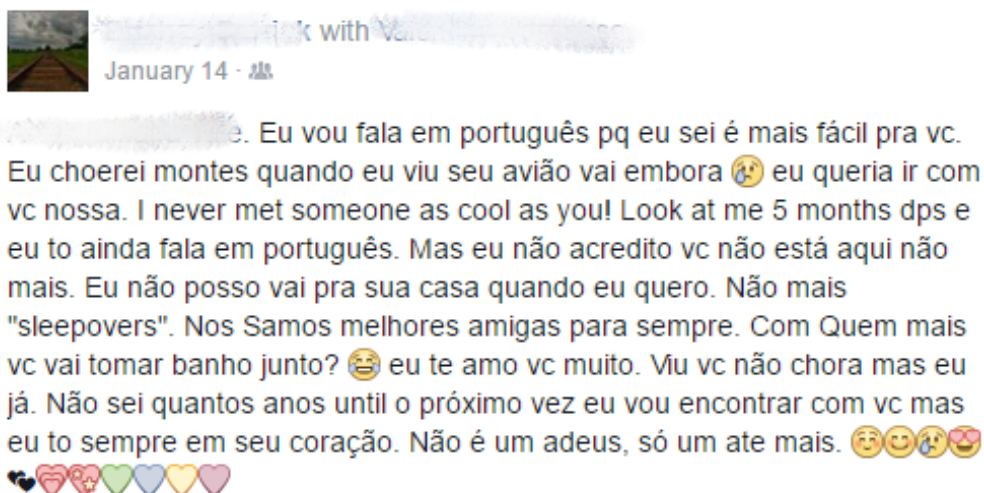 with
January 14 ·
. Eu vou fala em português pq eu sei é mais fácil pra vc.
Eu choerei montes quando eu viu seu avião vai embora 😢 eu queria ir com
vc nossa. I never met someone as cool as you! Look at me 5 months dps e
eu to ainda fala em português. Mas eu não acredito vc não está aqui não
mais. Eu não posso vai pra sua casa quando eu quero. Não mais
"sleepovers". Nos Samos melhores amigas para sempre. Com Quem mais
vc vai tomar banho junto? 😂 eu te amo vc muito. Viu vc não chora mas eu
já. Não sei quantos anos until o próximo vez eu vou encontrar com vc mas
eu to sempre em seu coração. Não é um adeus, só um ate mais. ☺😊😢😍